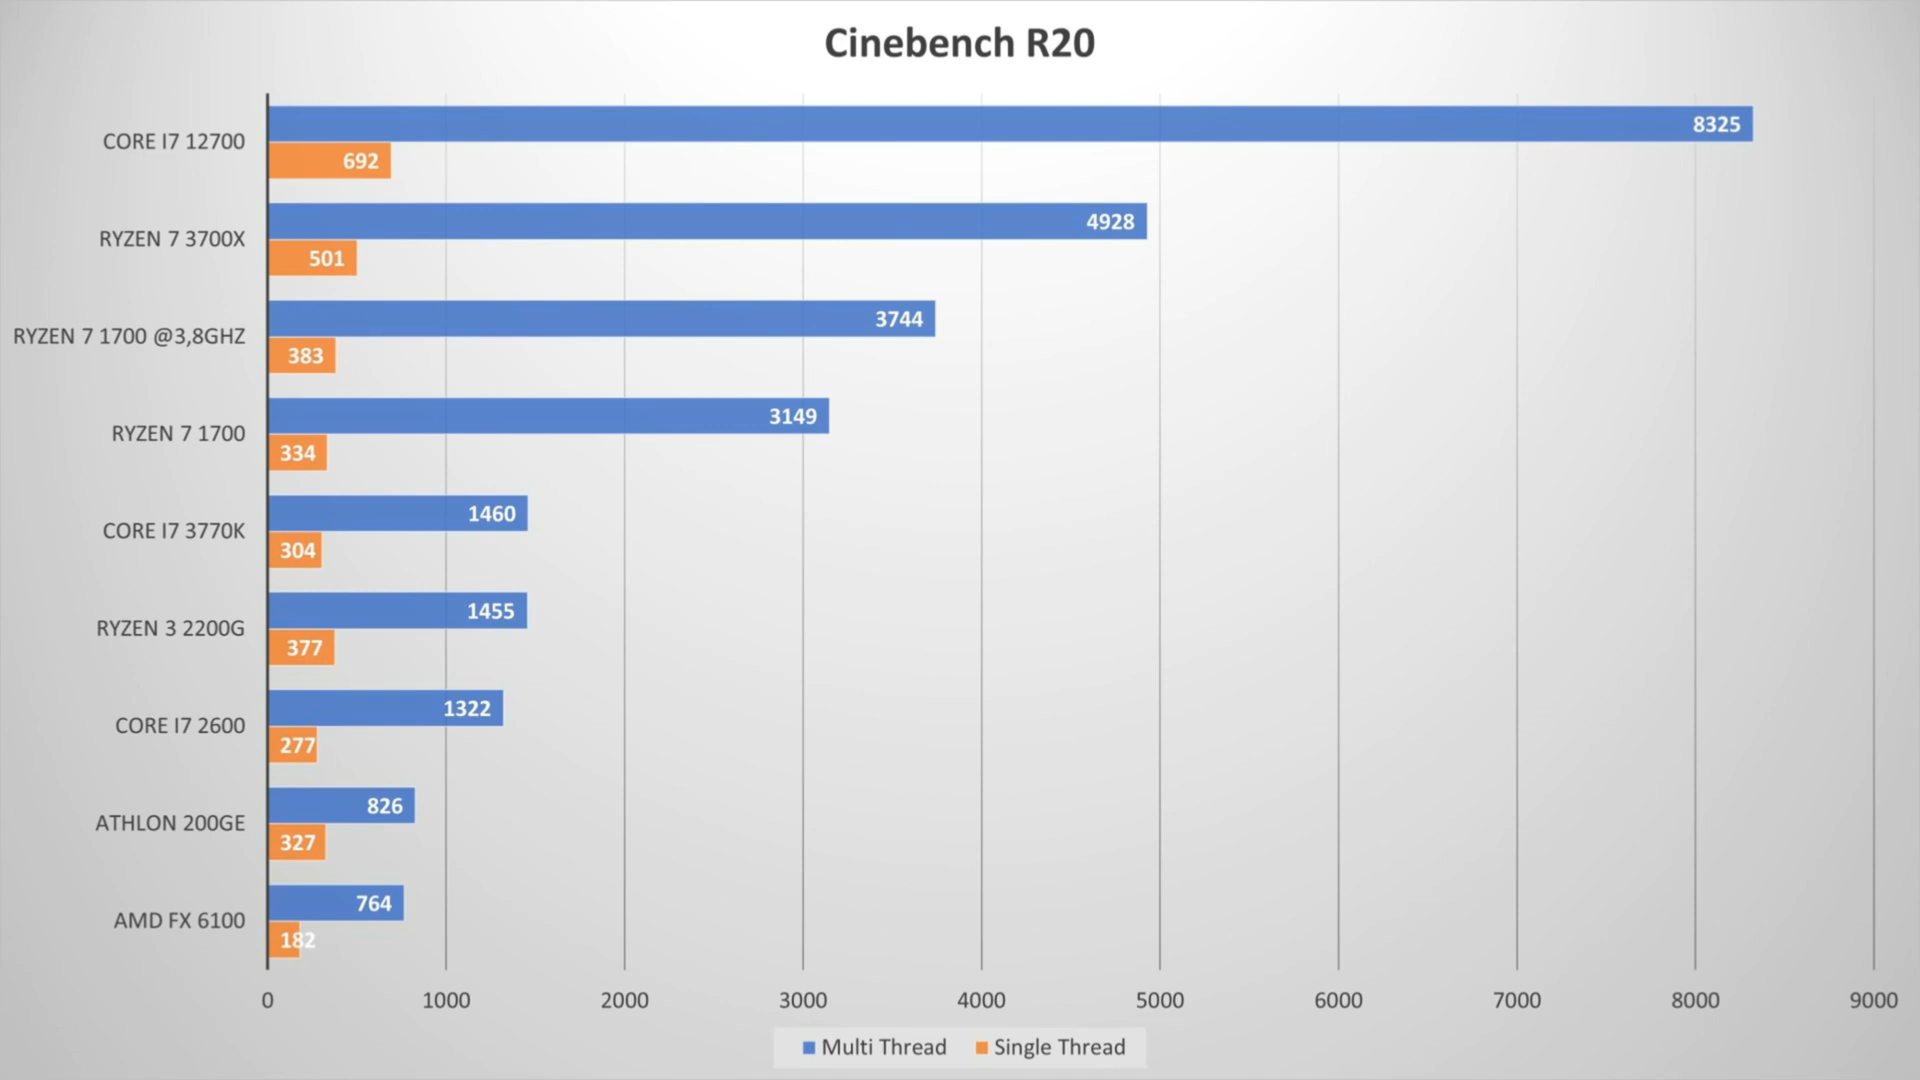 Cinebench R20
CORE I7 12700
8325
692
RYZEN 7 3700X
4928
501
RYZEN 7 1700 @3,8GHZ
3744
383
RYZEN 7 1700
3149
334
CORE I7 3770K
1460
304
RYZEN 3 2200G
1455
377
CORE I7 2600
1322
277
ATHLON 200GE
826
327
AMD FX 6100
764
182
0 1000 2000 3000 4000 5000 6000 7000 8000 9000
Multi Thread Single Thread